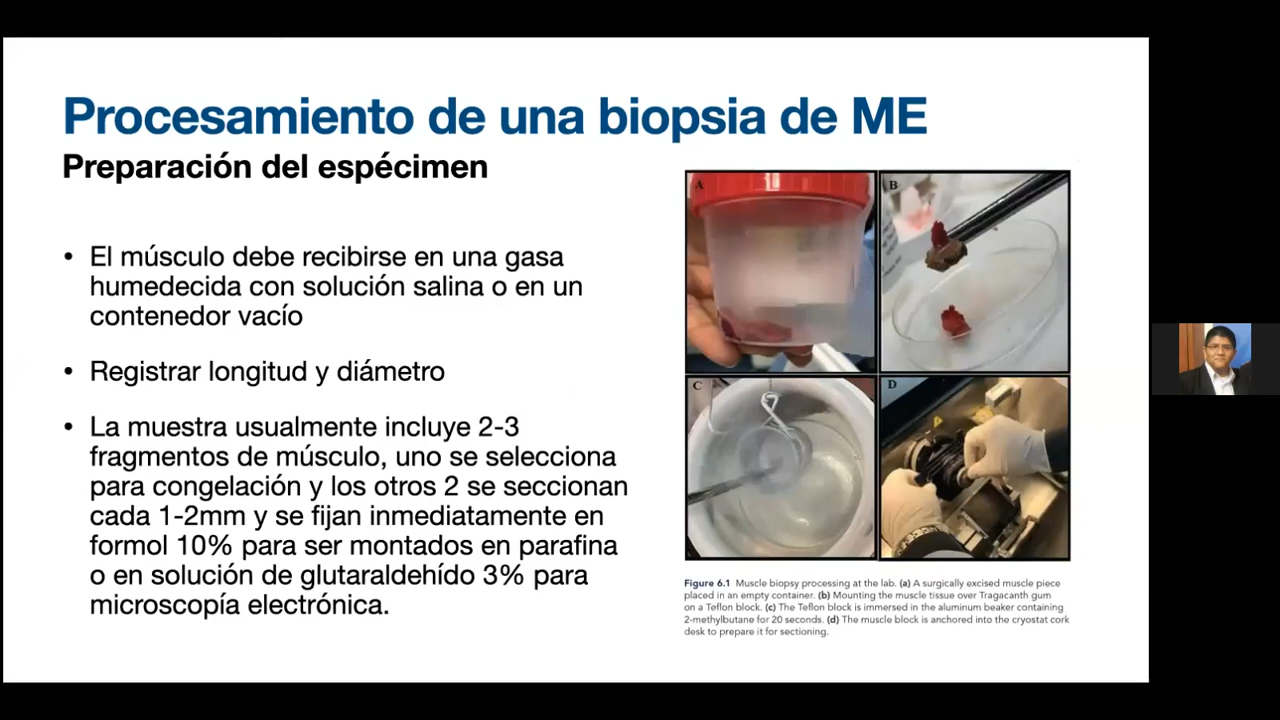 Procesamiento de una biopsia de ME
Preparación del espécimen
• El músculo debe recibirse en una gasa
humedecida con solución salina o en un
contenedor vacío
• Registrar longitud y diámetro
• La muestra usualmente incluye 2-3
fragmentos de músculo, uno se selecciona
para congelación y los otros 2 se seccionan
cada 1-2mm y se fijan inmediatamente en
formol 10% para ser montados en parafina
o en solución de glutaraldehído 3% para
microscopía electrónica.
A
B
C
D
Figure 6.1 Muscle biopsy processing at the lab. (a) A surgically excised muscle piece
placed in an empty container. (b) Mounting the muscle tissue over Tragacanth gum
on a Teflon block. (c) The Teflon block is immersed in the aluminum beaker containing
2-methylbutane for 20 seconds. (d) The muscle block is anchored into the cryostat cork
desk to prepare it for sectioning.